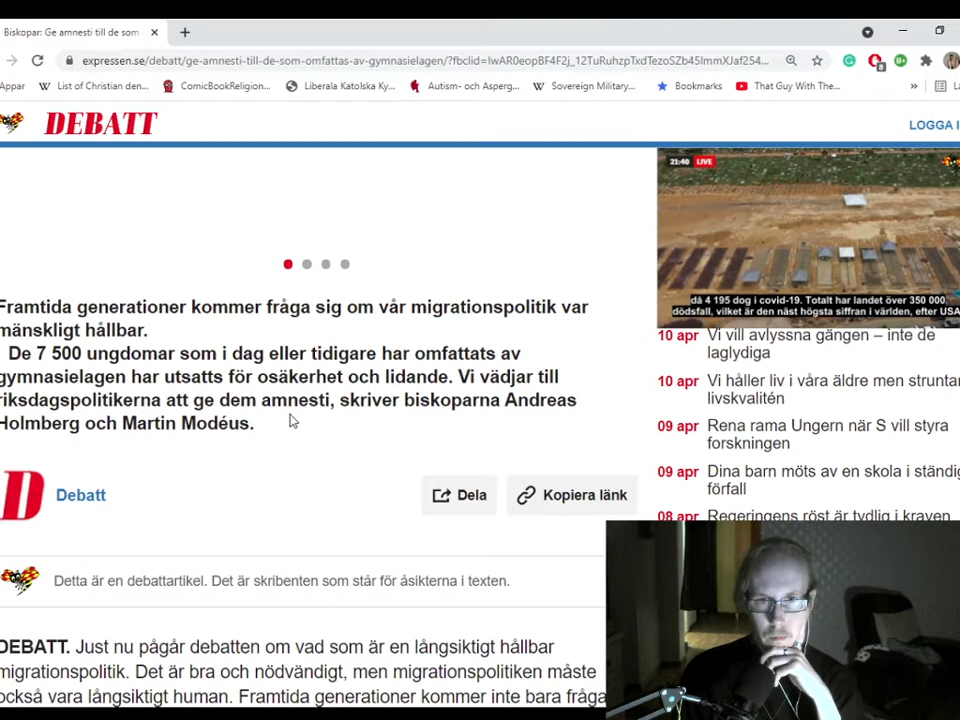 Biskopar: Ge amnesti till de som
expressen.se/debatt/ge-amnesti-till-de-som-omfattas-av-gymnasielagen/?fbclid=IwAR0eopBF4F2j_12TuRuhzpTxdTezoSZb45lmmXJaf254...
Appar
List of Christian den...
ComicBookReligion...
Liberala Katolska Ky...
Autism- och Asperg...
Sovereign Military...
Bookmarks
That Guy With The...
»
DEBATT
LOGGA I
21:40 LIVE
då 4 195 dog i covid-19. Totalt har landet över 350 000
dödsfall, vilket är den näst högsta siffran i världen, efter USA
Framtida generationer kommer fråga sig om vår migrationspolitik var
mänskligt hållbar.
De 7 500 ungdomar som i dag eller tidigare har omfattats av
gymnasielagen har utsatts för osäkerhet och lidande. Vi vädjar till
riksdagspolitikerna att ge dem amnesti, skriver biskoparna Andreas
Holmberg och Martin Modéus.
10 apr Vi vill avlyssna gängen – inte de
laglydiga
10 apr Vi håller liv i våra äldre men struntar
livskvalitén
09 apr Rena rama Ungern när S vill styra
forskningen
09 apr Dina barn möts av en skola i ständig
förfall
08 apr Regeringens röst är tydlig i kraven
D
Debatt
Dela
Kopiera länk
Detta är en debattartikel. Det är skribenten som står för åsikterna i texten.
DEBATT. Just nu pågår debatten om vad som är en långsiktigt hållbar
migrationspolitik. Det är bra och nödvändigt, men migrationspolitiken måste
också vara långsiktigt human. Framtida generationer kommer inte bara fråga